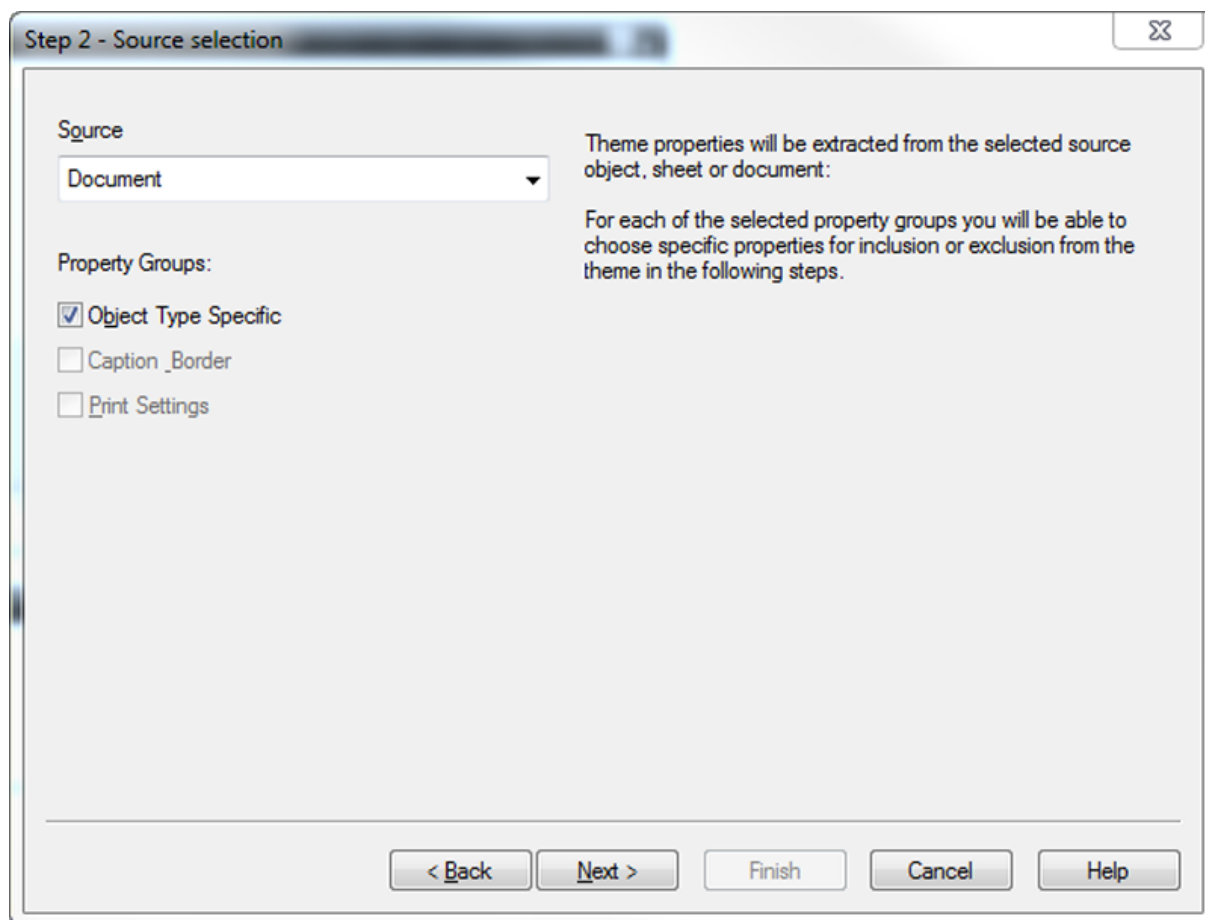 Step 2 - Source selection
Source
Document
Property Groups:
Object Type Specific
Caption _Border
Print Settings
Theme properties will be extracted from the selected source
object, sheet or document:
For each of the selected property groups you will be able to
choose specific properties for inclusion or exclusion from the
theme in the following steps.
< Back
Next >
Finish
Cancel
Help